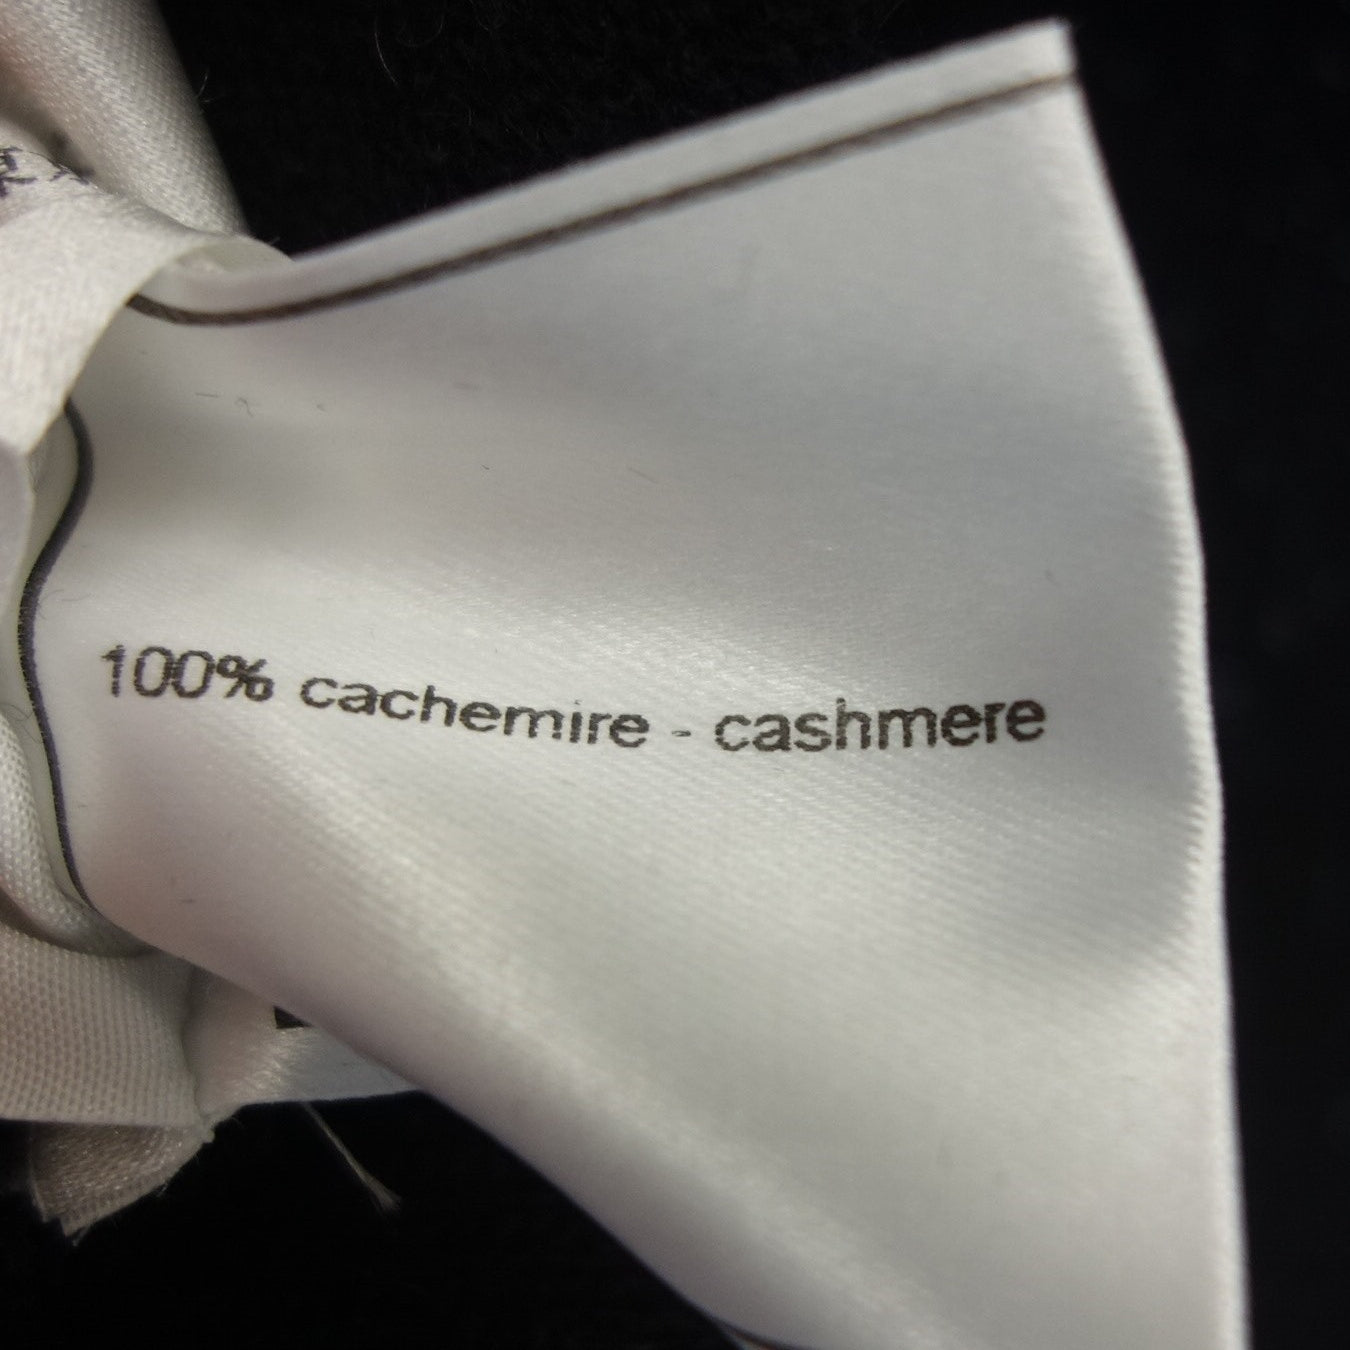 100% cachemire - cashmere